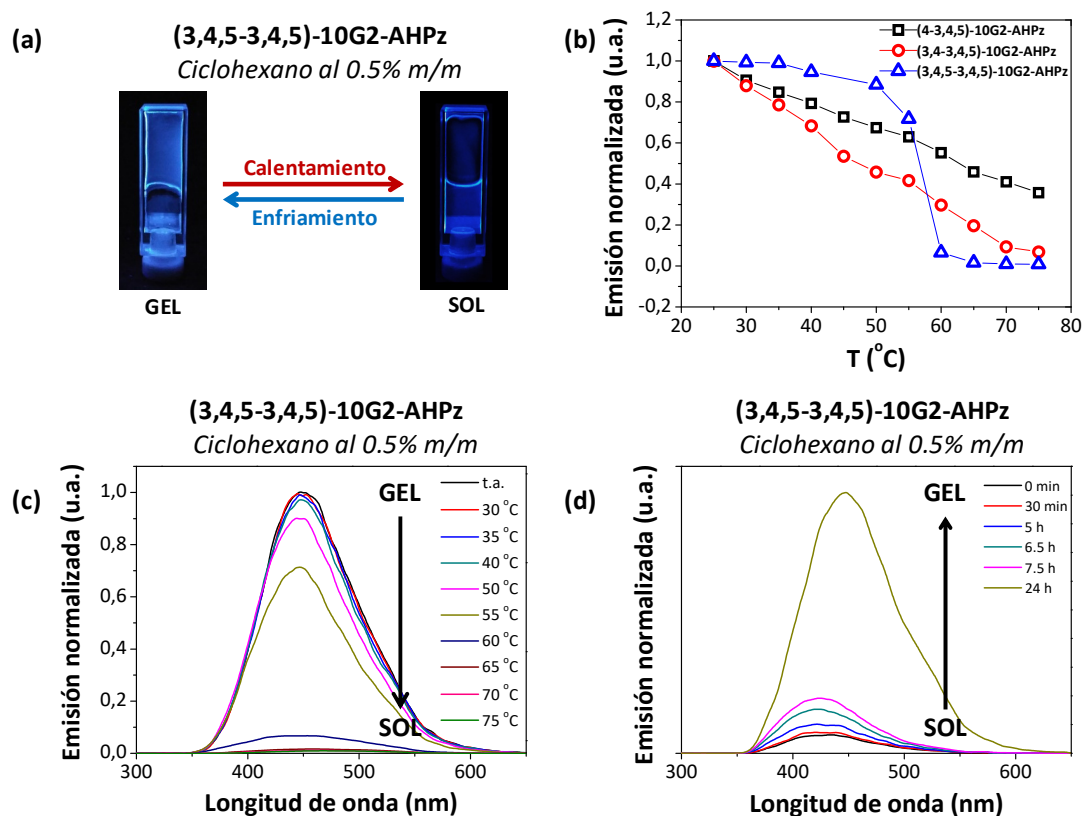 (a)
(3,4,5-3,4,5)-10G2-AHPz
Ciclohexano al 0.5% m/m
Calentamiento
Enfriamiento
GEL
SOL
(b)
Emisión normalizada (u.a.)
1,2
1,0
0,8
0,6
0,4
0,2
0,0
-0,2
20
30
40
50
60
70
80
T (°C)
(4-3,4,5)-10G2-AHPz
(3,4-3,4,5)-10G2-AHPz
(3,4,5-3,4,5)-10G2-AHPz
(c)
(3,4,5-3,4,5)-10G2-AHPz
Ciclohexano al 0.5% m/m
Emisión normalizada (u.a.)
1,0
0,8
0,6
0,4
0,2
0,0
300
400
500
600
Longitud de onda (nm)
GEL
SOL
t.a.
30 °C
35 °C
40 °C
50 °C
55 °C
60 °C
65 °C
70 °C
75 °C
(d)
(3,4,5-3,4,5)-10G2-AHPz
Ciclohexano al 0.5% m/m
Emisión normalizada (u.a.)
300
400
500
600
Longitud de onda (nm)
GEL
SOL
0 min
30 min
5 h
6.5 h
7.5 h
24 h